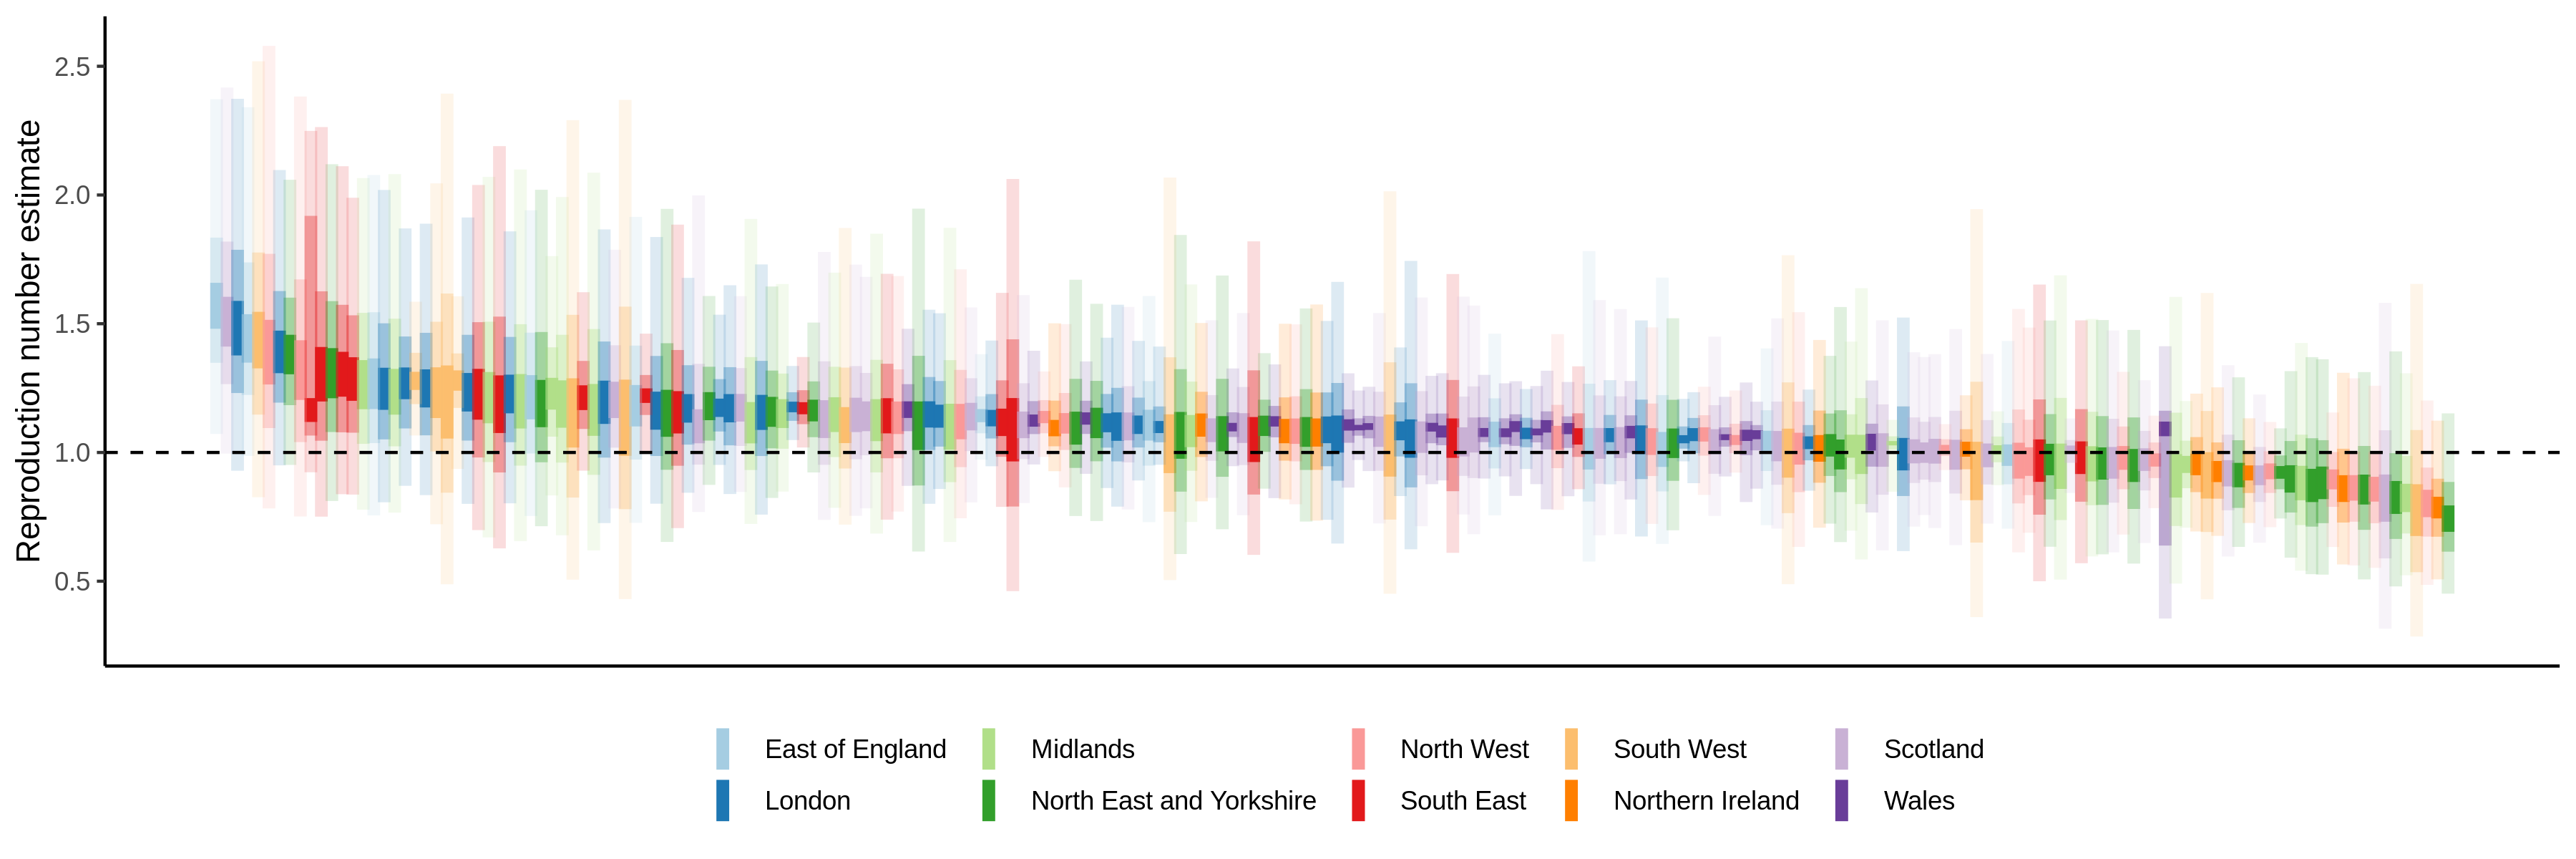 Reproduction number estimate
2.5
2.0
1.5
1.0
0.5
East of England
Midlands
North West
South West
Scotland
London
North East and Yorkshire
South East
Northern Ireland
Wales